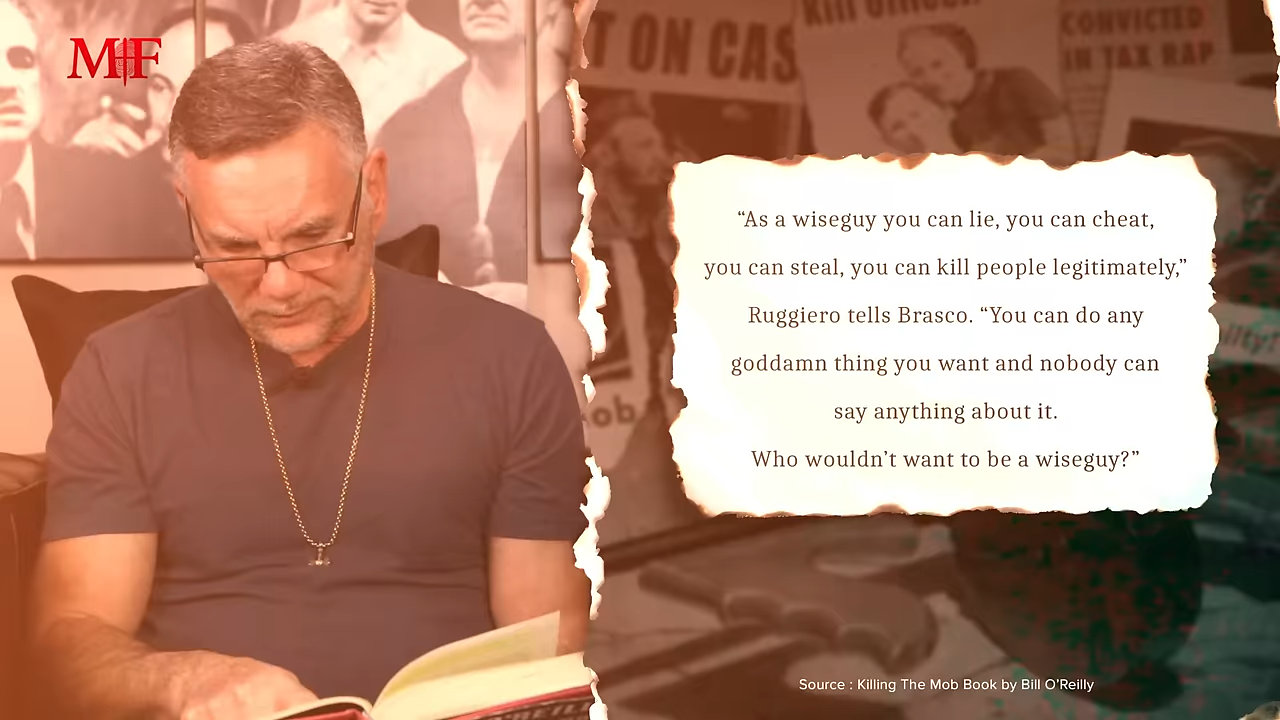 MF
T ON CAS
Kill
CONVICTED
IN TAX RAP
“As a wiseguy you can lie, you can cheat,
you can steal, you can kill people legitimately,”
Ruggiero tells Brasco. “You can do any
goddamn thing you want and nobody can
say anything about it.
Who wouldn’t want to be a wiseguy?”
Source : Killing The Mob Book by Bill O’Reilly